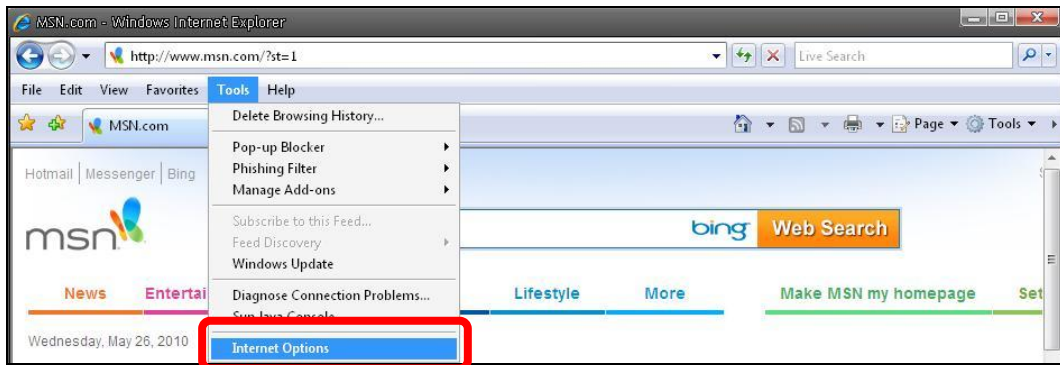 MSN.com - Windows Internet Explorer
http://www.msn.com/?st=1 Live Search
File Edit View Favorites Tools Help
MSN.com Page Tools
Delete Browsing History...
Pop-up Blocker
Phishing Filter
Manage Add-ons
Subscribe to this Feed...
Feed Discovery
Windows Update
Diagnose Connection Problems...
Sun Java Console
Internet Options
Hotmail Messenger Bing
msn
bing Web Search
News Entertai Lifestyle More Make MSN my homepage Set
Wednesday, May 26, 2010